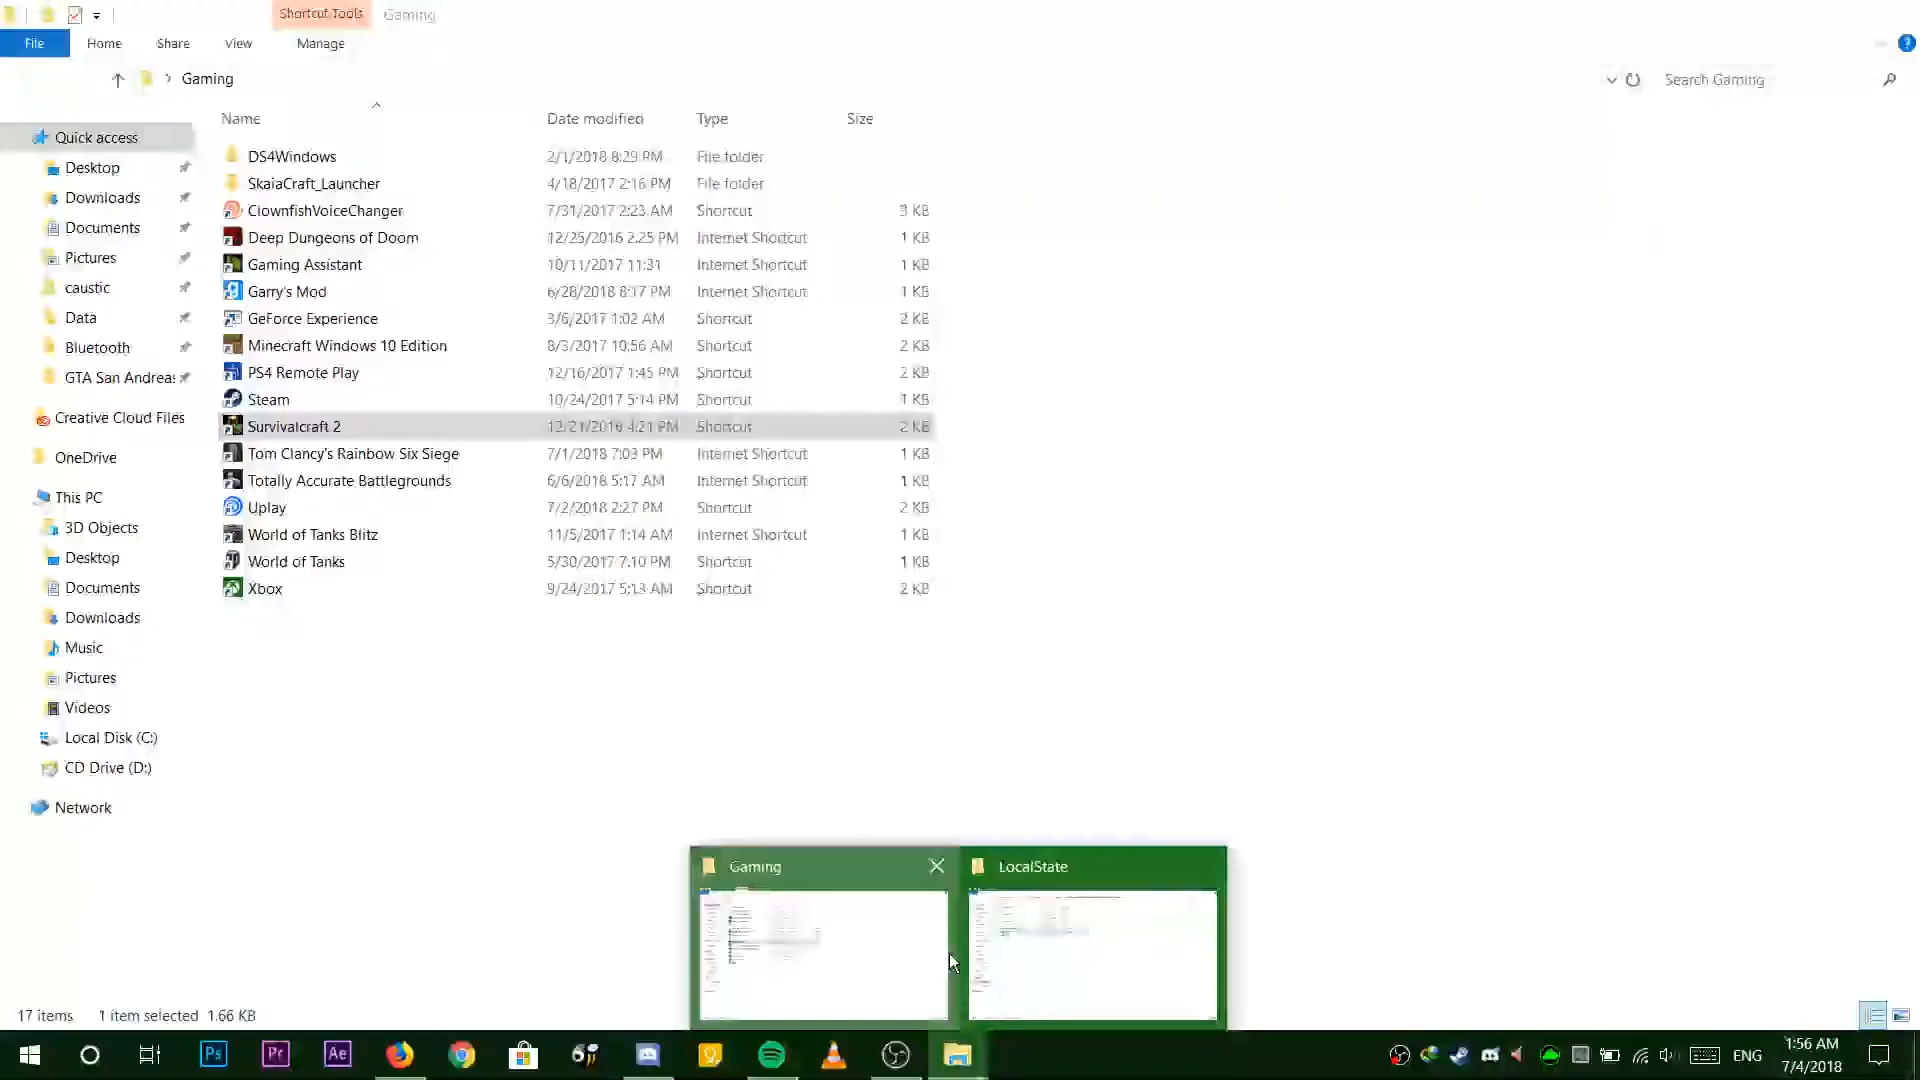 Shortcut Tools Gaming
File Home Share View Manage
Gaming Search Gaming
Name Date modified Type Size
Quick access
Desktop
Downloads
Documents
Pictures
caustic
Data
Bluetooth
GTA San Andreas
Creative Cloud Files
OneDrive
This PC
3D Objects
Desktop
Documents
Downloads
Music
Pictures
Videos
Local Disk (C:)
CD Drive (D:)
Network
DS4Windows 2/1/2018 8:29 PM File folder
SkaiaCraft_Launcher 4/18/2017 2:16 PM File folder
ClownfishVoiceChanger 7/31/2017 2:23 AM Shortcut 3 KB
Deep Dungeons of Doom 12/25/2016 2:25 PM Internet Shortcut 1 KB
Gaming Assistant 10/11/2017 11:31 Internet Shortcut 1 KB
Garry's Mod 6/28/2018 8:17 PM Internet Shortcut 1 KB
GeForce Experience 3/6/2017 1:02 AM Shortcut 2 KB
Minecraft Windows 10 Edition 8/3/2017 10:56 AM Shortcut 2 KB
PS4 Remote Play 12/16/2017 1:45 PM Shortcut 2 KB
Steam 10/24/2017 5:14 PM Shortcut 1 KB
Survivalcraft 2 12/21/2016 4:21 PM Shortcut 2 KB
Tom Clancy's Rainbow Six Siege 7/1/2018 7:03 PM Internet Shortcut 1 KB
Totally Accurate Battlegrounds 6/6/2018 5:17 AM Internet Shortcut 1 KB
Uplay 7/2/2018 2:27 PM Shortcut 2 KB
World of Tanks Blitz 11/5/2017 1:14 AM Internet Shortcut 1 KB
World of Tanks 5/30/2017 7:10 PM Shortcut 1 KB
Xbox 9/24/2017 5:13 AM Shortcut 2 KB
Gaming LocalState
17 items 1 item selected 1.66 KB
Ps Pr Ae ENG 1:56 AM
7/4/2018